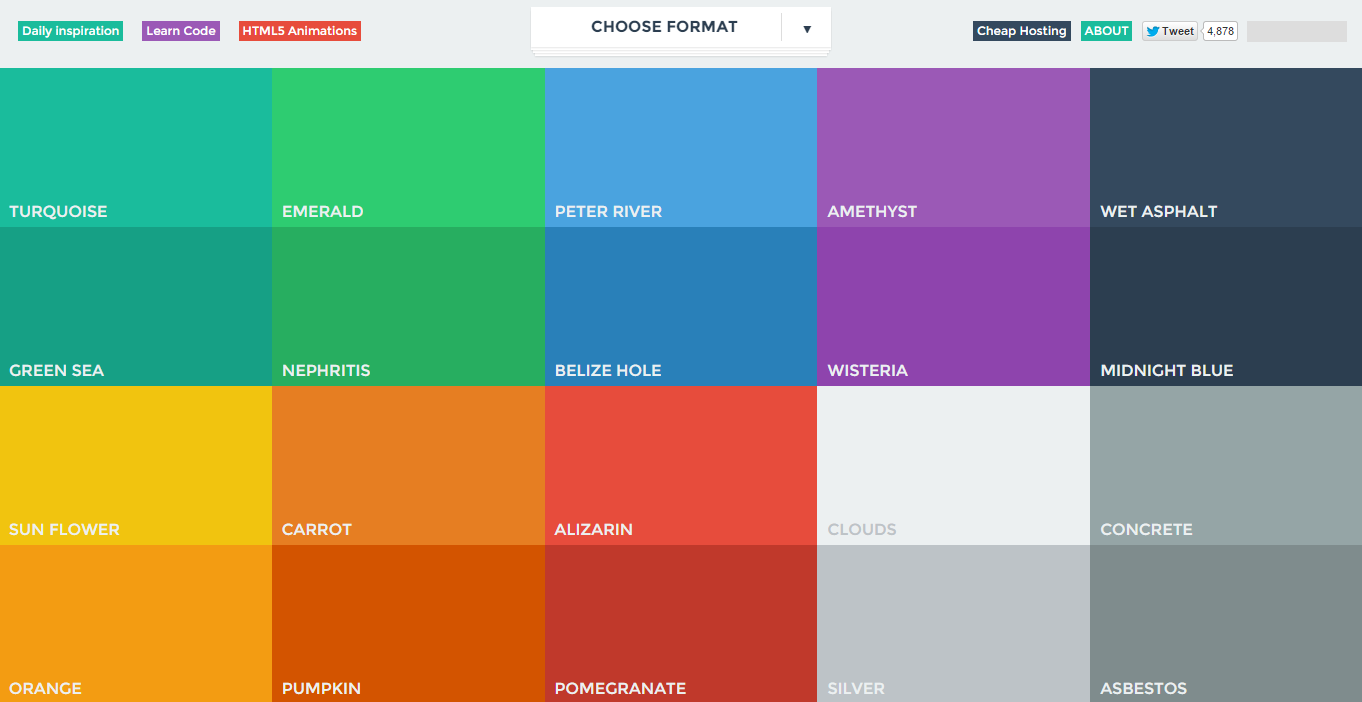 Daily inspiration Learn Code HTML5 Animations CHOOSE FORMAT ▼ Cheap Hosting ABOUT Tweet 4,878
TURQUOISE EMERALD PETER RIVER AMETHYST WET ASPHALT
GREEN SEA NEPHRITIS BELIZE HOLE WISTERIA MIDNIGHT BLUE
SUN FLOWER CARROT ALIZARIN CLOUDS CONCRETE
ORANGE PUMPKIN POMEGRANATE SILVER ASBESTOS